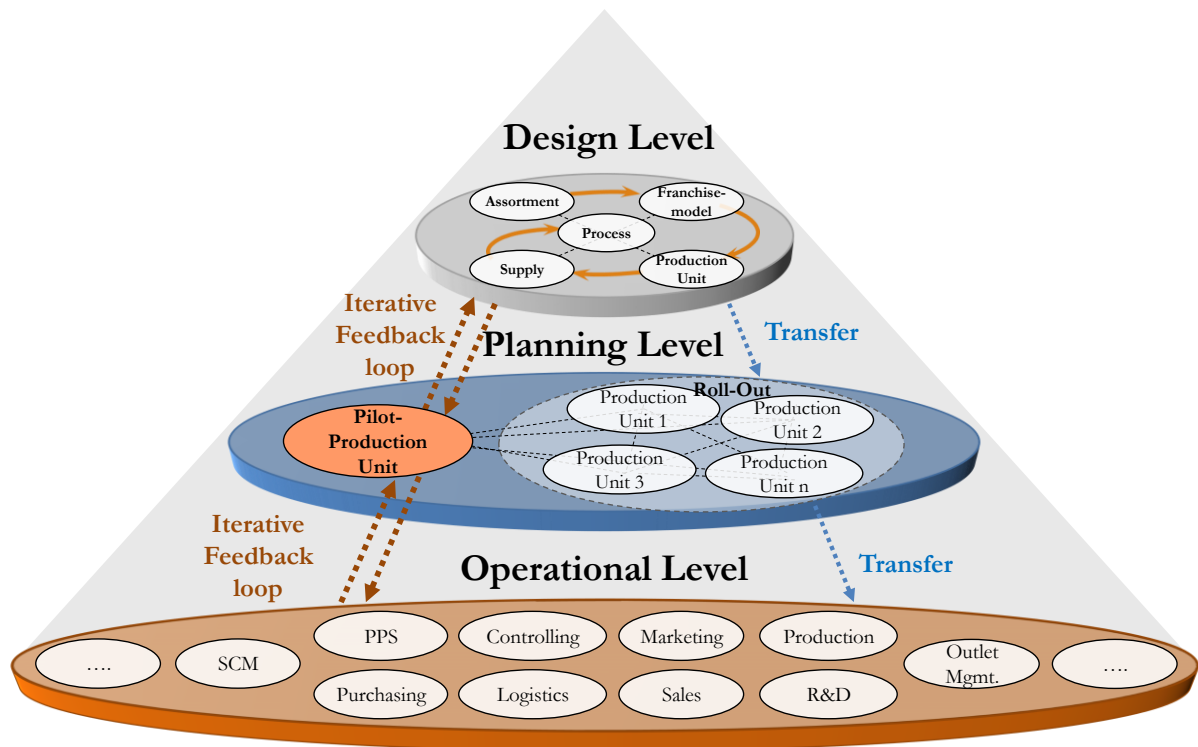 Design Level
Assortment
Franchise-
model
Process
Supply
Production
Unit
Iterative
Feedback
loop
Transfer
Planning Level
Roll-Out
Pilot-
Production
Unit
Production
Unit 1
Production
Unit 2
Production
Unit 3
Production
Unit n
Iterative
Feedback
loop
Transfer
Operational Level
PPS
Controlling
Marketing
Production
….
SCM
Outlet
Mgmt.
….
Purchasing
Logistics
Sales
R&D